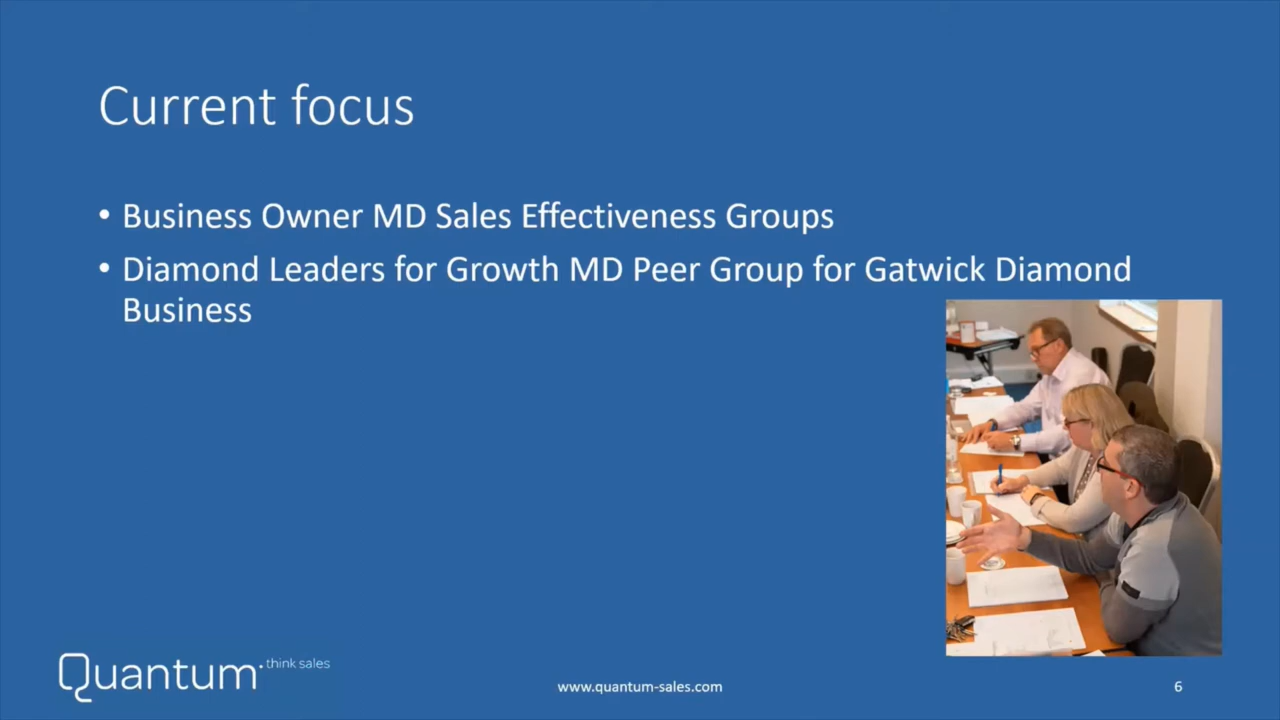 Current focus
• Business Owner MD Sales Effectiveness Groups
• Diamond Leaders for Growth MD Peer Group for Gatwick Diamond
Business
Quantum think sales
www.quantum-sales.com
6